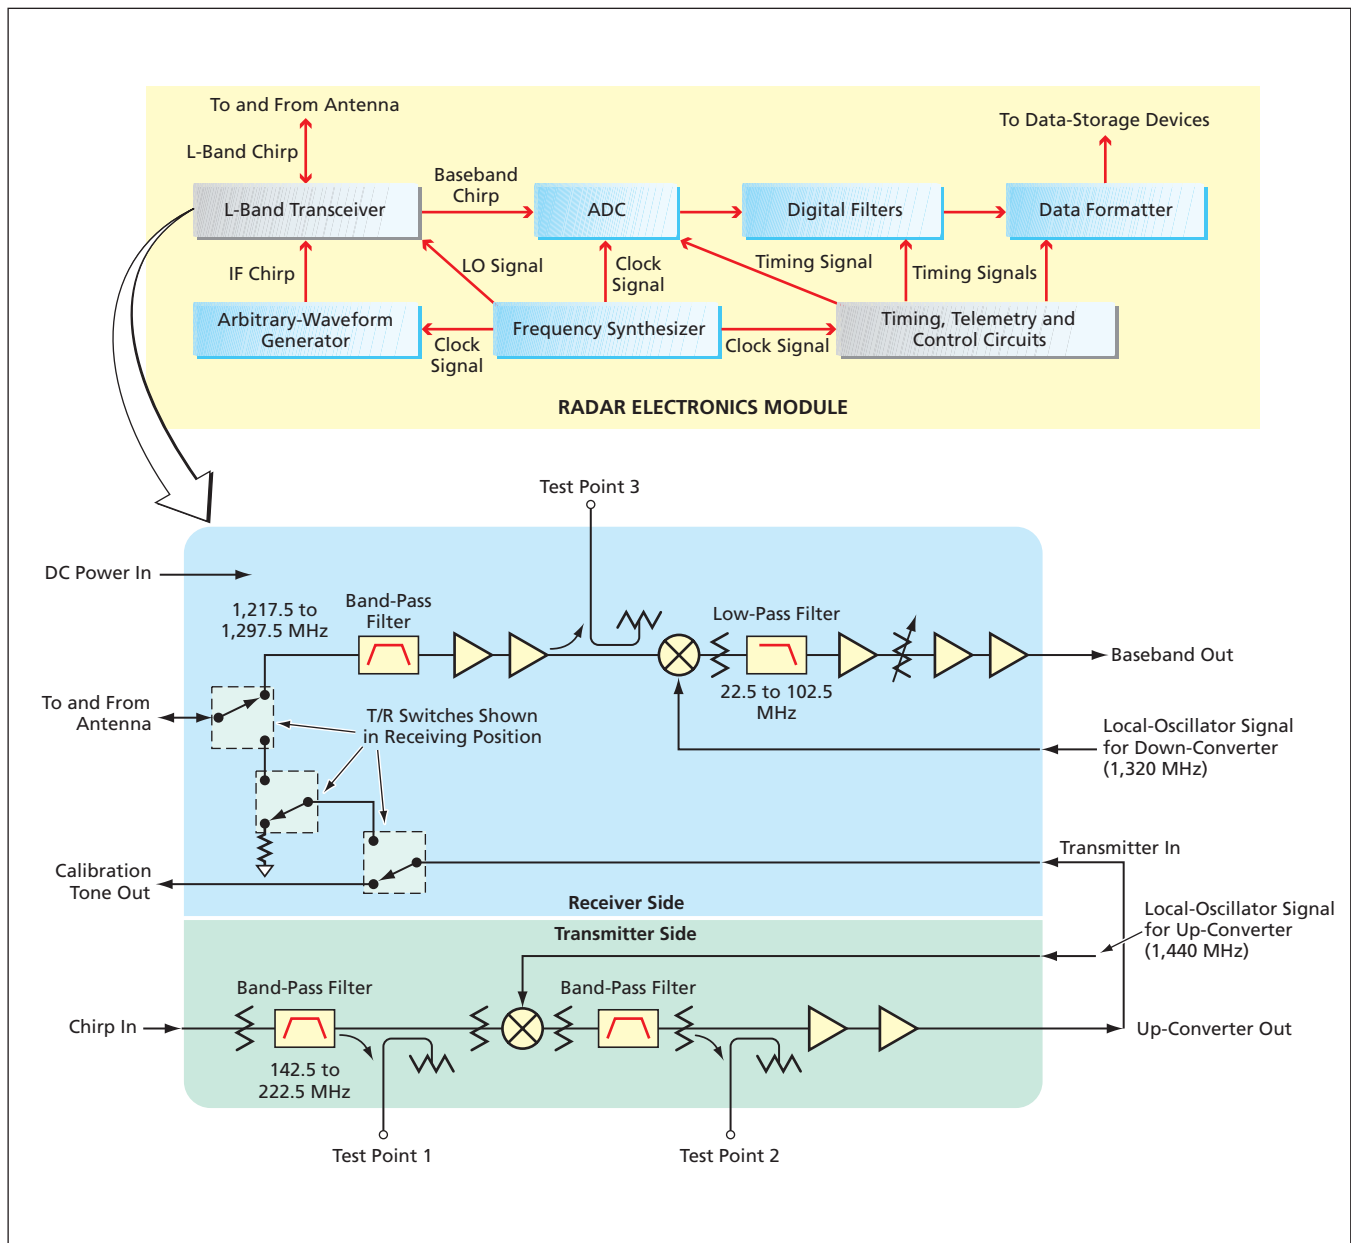 To and From Antenna
L-Band Chirp
To Data-Storage Devices
Baseband
Chirp
L-Band Transceiver
ADC
Digital Filters
Data Formatter
IF Chirp
LO Signal
Clock
Signal
Timing Signal
Timing Signals
Arbitrary-Waveform
Generator
Clock
Signal
Frequency Synthesizer
Clock Signal
Timing, Telemetry and
Control Circuits
RADAR ELECTRONICS MODULE
Test Point 3
DC Power In
1,217.5 to
1,297.5 MHz
Band-Pass
Filter
Low-Pass Filter
22.5 to 102.5
MHz
Baseband Out
To and From
Antenna
T/R Switches Shown
in Receiving Position
Local-Oscillator Signal
for Down-Converter
(1,320 MHz)
Transmitter In
Calibration
Tone Out
Receiver Side
Transmitter Side
Local-Oscillator Signal
for Up-Converter
(1,440 MHz)
Band-Pass Filter
Band-Pass Filter
Chirp In
Up-Converter Out
142.5 to
222.5 MHz
Test Point 1
Test Point 2